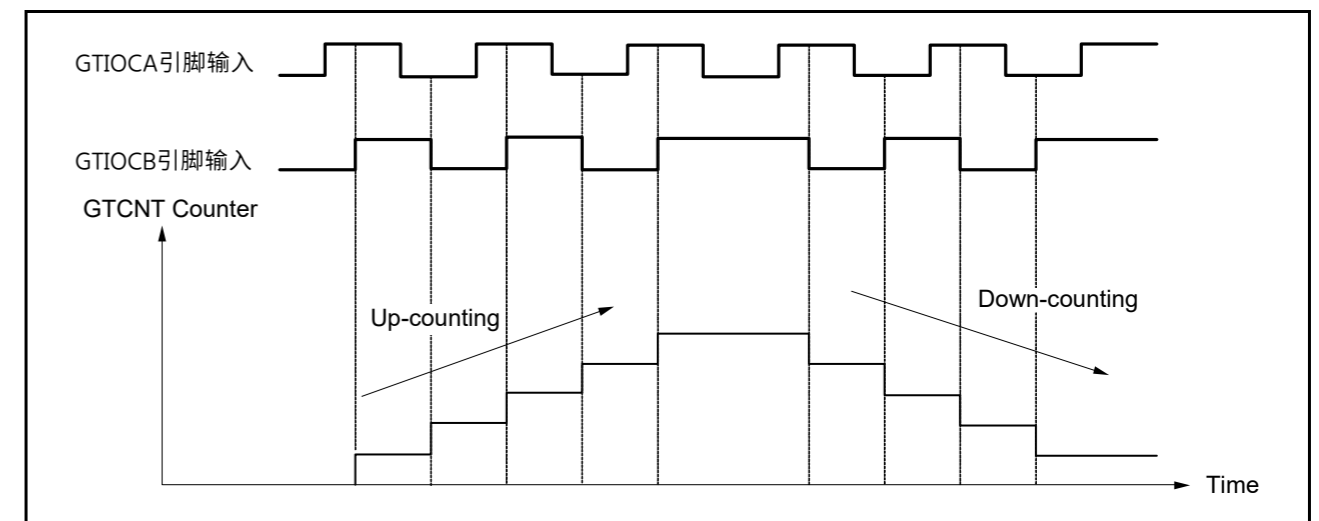 GTIOCA引脚输入
GTIOCB引脚输入
GTCNT Counter
Up-counting
Down-counting
Time